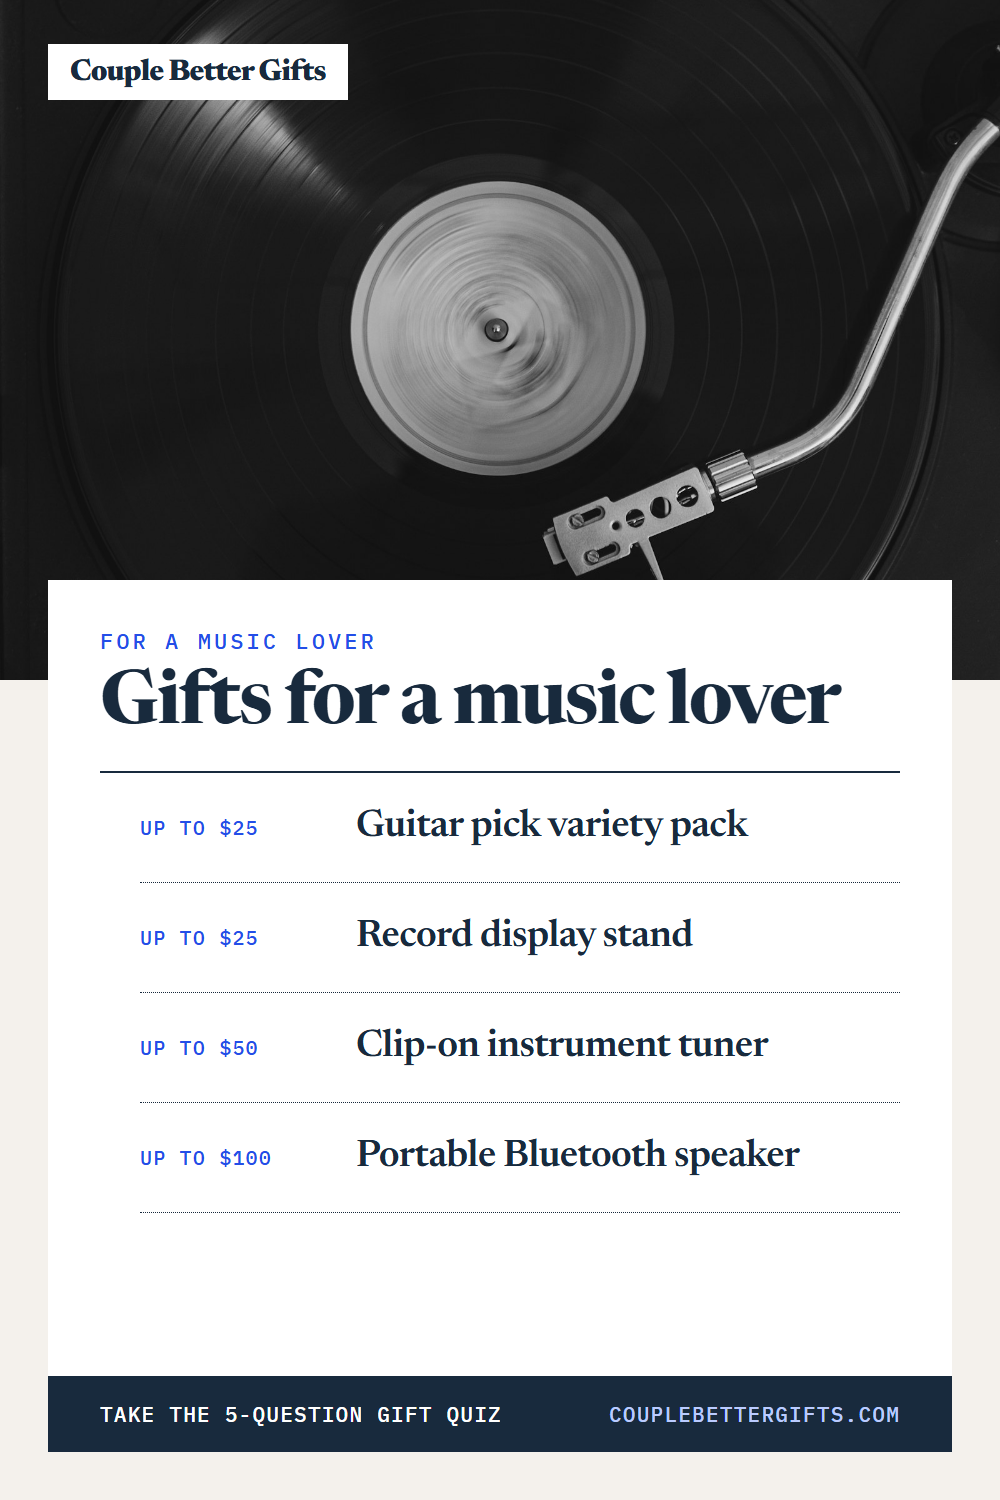 Couple Better Gifts
FOR A MUSIC LOVER
Gifts for a music lover
UP TO $25 Guitar pick variety pack
UP TO $25 Record display stand
UP TO $50 Clip-on instrument tuner
UP TO $100 Portable Bluetooth speaker
TAKE THE 5-QUESTION GIFT QUIZ COUPLEBETTERGIFTS.COM